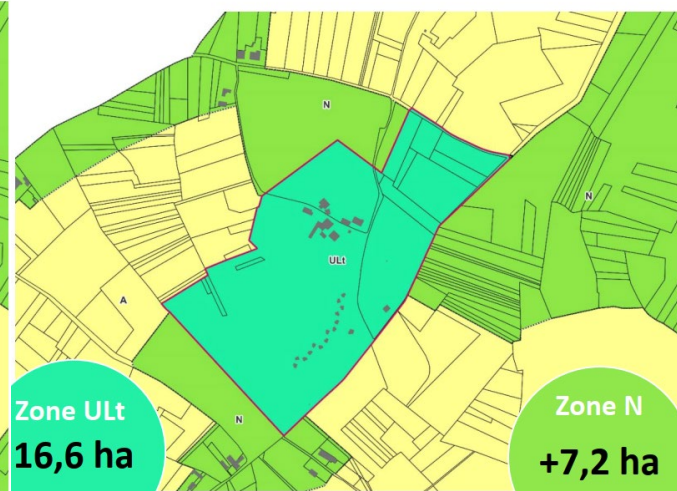 N
N
ULt
A
N
Zone ULt
16,6 ha
Zone N
+7,2 ha